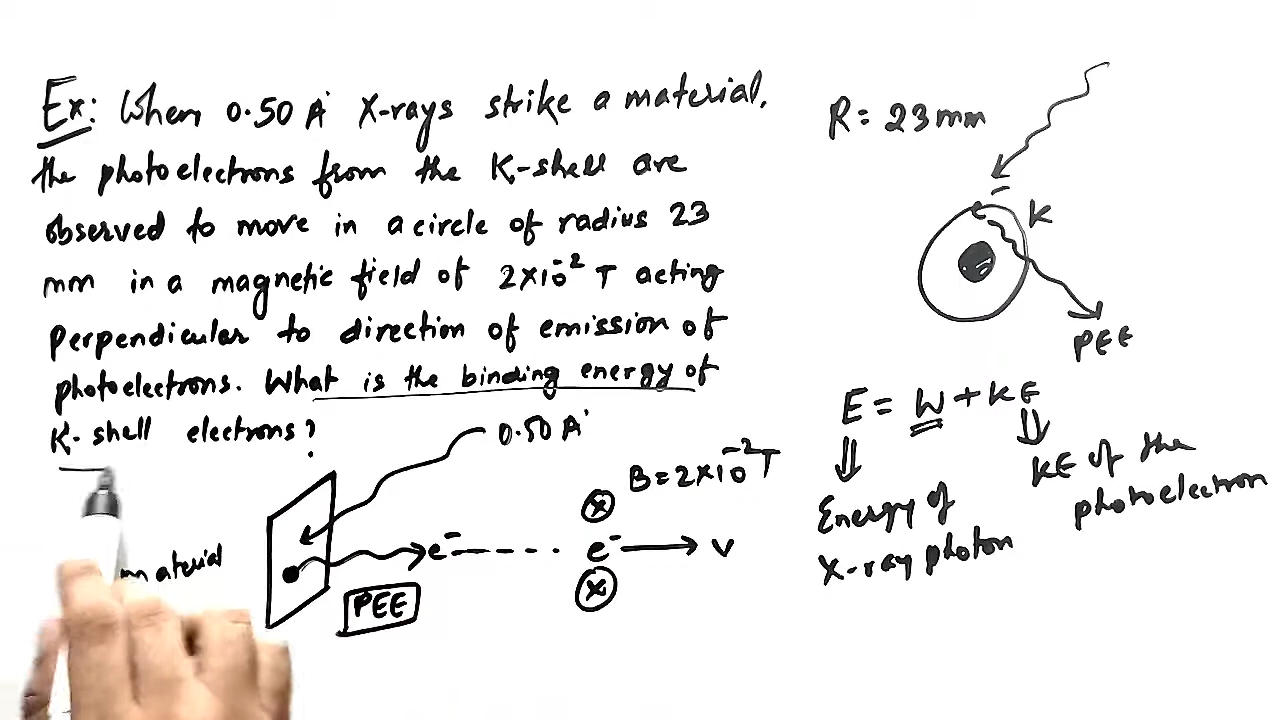 Ex: When 0.50 A° X-rays strike a material,
the photoelectrons from the K-shell are
observed to move in a circle of radius 23
mm in a magnetic field of 2×10⁻² T acting
perpendicular to direction of emission of
photoelectrons. What is the binding energy of
K-shell electrons?
0.50 A°
B = 2×10⁻² T
e⁻
e⁻
v
material
PEE
R = 23 mm
e⁻
K
PEE
E = W + KE
Energy of
X-ray photon
KE of the
photoelectron